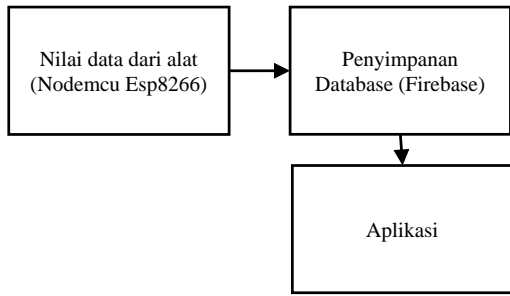 Nilai data dari alat
(Nodemcu Esp8266)
Penyimpanan
Database (Firebase)
Aplikasi